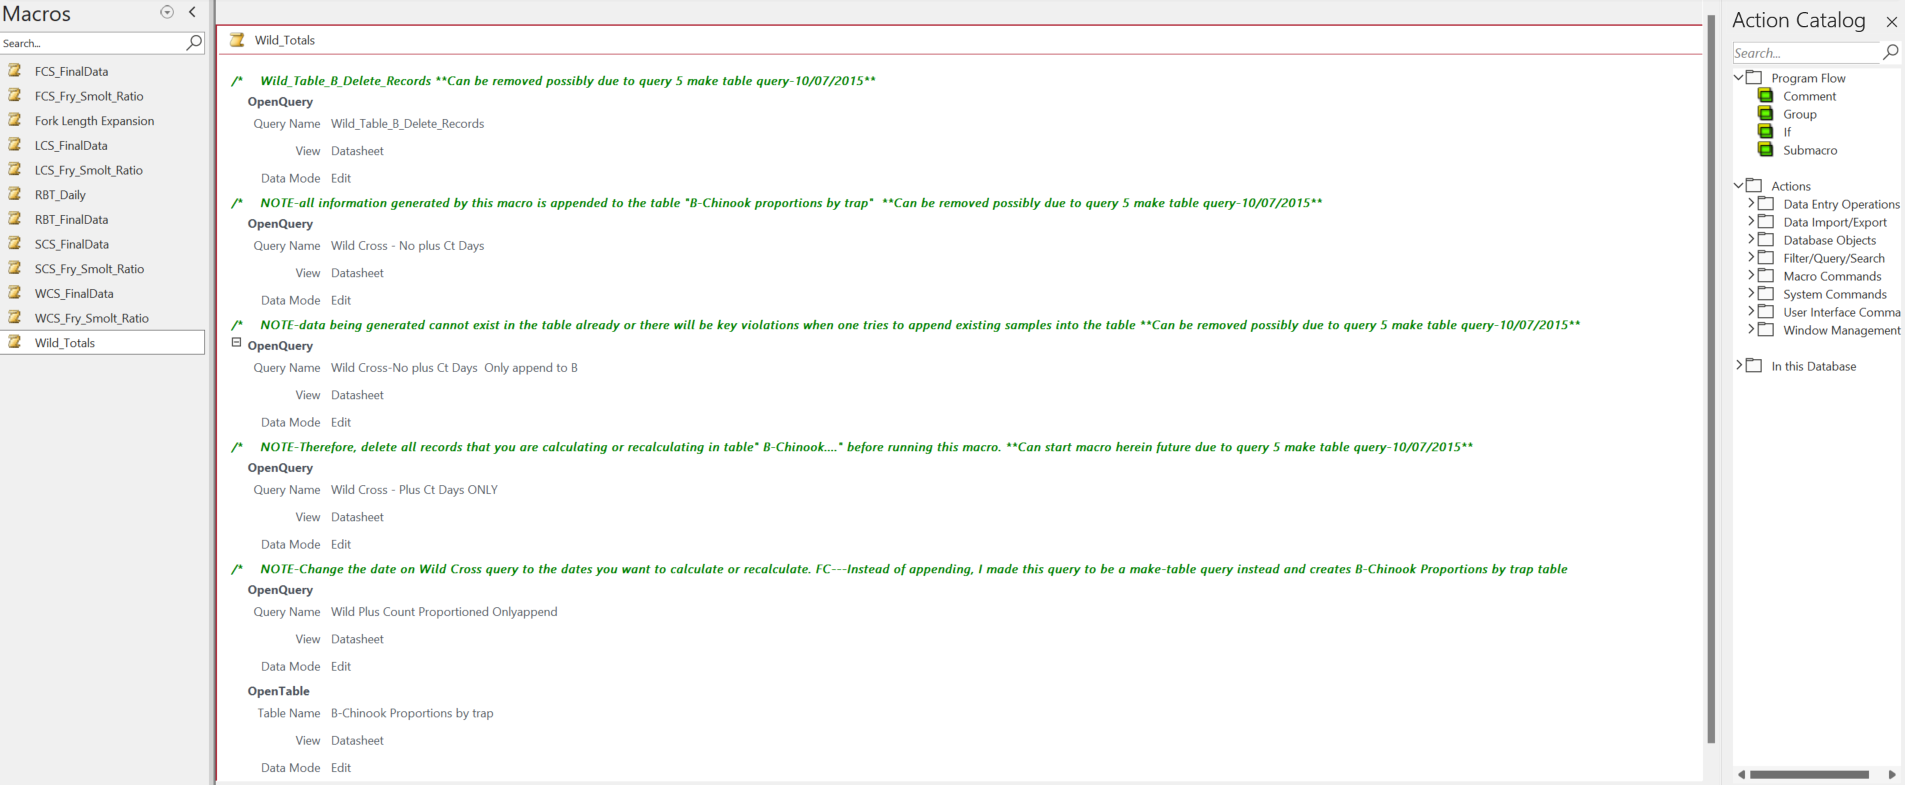 Macros
Search...
FCS_FinalData
FCS_Fry_Smolt_Ratio
Fork Length Expansion
LCS_FinalData
LCS_Fry_Smolt_Ratio
RBT_Daily
RBT_FinalData
SCS_FinalData
SCS_Fry_Smolt_Ratio
WCS_FinalData
WCS_Fry_Smolt_Ratio
Wild_Totals
Wild_Totals
/* Wild_Table_B_Delete_Records **Can be removed possibly due to query 5 make table query-10/07/2015**
OpenQuery
Query Name Wild_Table_B_Delete_Records
View Datasheet
Data Mode Edit
/* NOTE-all information generated by this macro is appended to the table "B-Chinook proportions by trap" **Can be removed possibly due to query 5 make table query-10/07/2015**
OpenQuery
Query Name Wild Cross - No plus Ct Days
View Datasheet
Data Mode Edit
/* NOTE-data being generated cannot exist in the table already or there will be key violations when one tries to append existing samples into the table **Can be removed possibly due to query 5 make table query-10/07/2015**
OpenQuery
Query Name Wild Cross-No plus Ct Days  Only append to B
View Datasheet
Data Mode Edit
/* NOTE-Therefore, delete all records that you are calculating or recalculating in table" B-Chinook...." before running this macro. **Can start macro herein future due to query 5 make table query-10/07/2015**
OpenQuery
Query Name Wild Cross - Plus Ct Days ONLY
View Datasheet
Data Mode Edit
/* NOTE-Change the date on Wild Cross query to the dates you want to calculate or recalculate. FC---Instead of appending, I made this query to be a make-table query instead and creates B-Chinook Proportions by trap table
OpenQuery
Query Name Wild Plus Count Proportioned Onlyappend
View Datasheet
Data Mode Edit
OpenTable
Table Name B-Chinook Proportions by trap
View Datasheet
Data Mode Edit
Action Catalog
Search...
Program Flow
Comment
Group
If
Submacro
Actions
Data Entry Operations
Data Import/Export
Database Objects
Filter/Query/Search
Macro Commands
System Commands
User Interface Comma
Window Management
In this Database